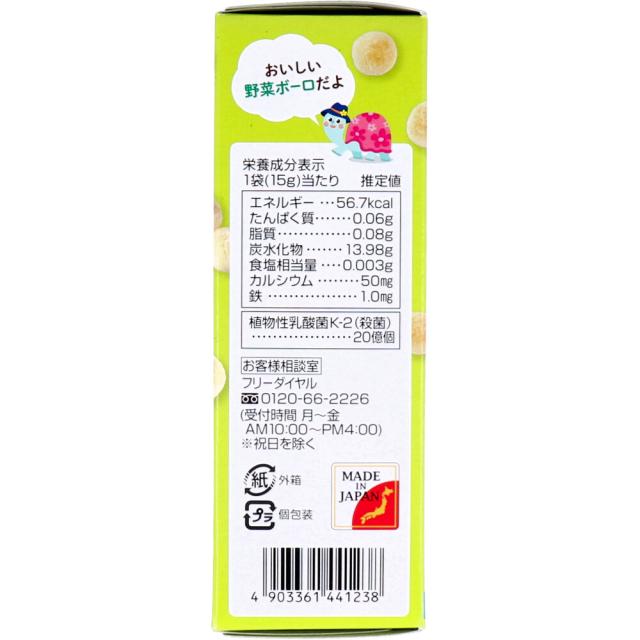 おいしい
野菜ボーロだよ
栄養成分表示
1袋(15g)当たり 推定値
エネルギー…56.7kcal
たんぱく質……0.06g
脂質……………0.08g
炭水化物……13.98g
食塩相当量…0.003g
カルシウム……50mg
鉄………………1.0mg
植物性乳酸菌K-2(殺菌)
…………………20億個
お客様相談室
フリーダイヤル
0120-66-2226
(受付時間 月〜金
AM10:00〜PM4:00)
※祝日を除く
紙 外箱
プラ 個包装
MADE
IN
JAPAN
4 903361 441238